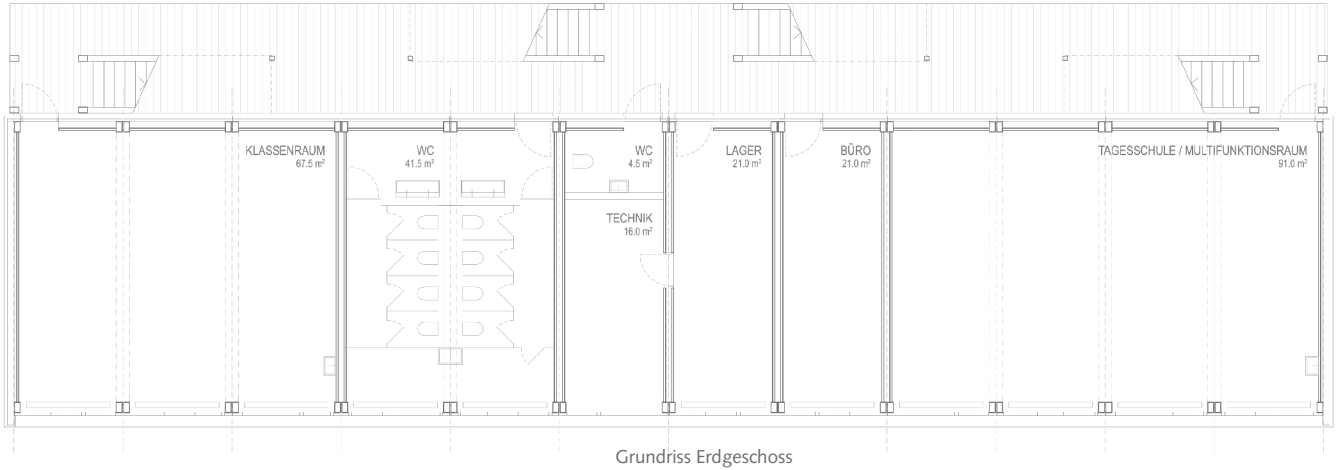 KLASSENRAUM
67.5 m²
WC
41.5 m²
WC
4.5 m²
LAGER
21.0 m²
BÜRO
21.0 m²
TAGESSCHULE / MULTIFUNKTIONSRAUM
91.0 m²
TECHNIK
16.0 m²
Grundriss Erdgeschoss